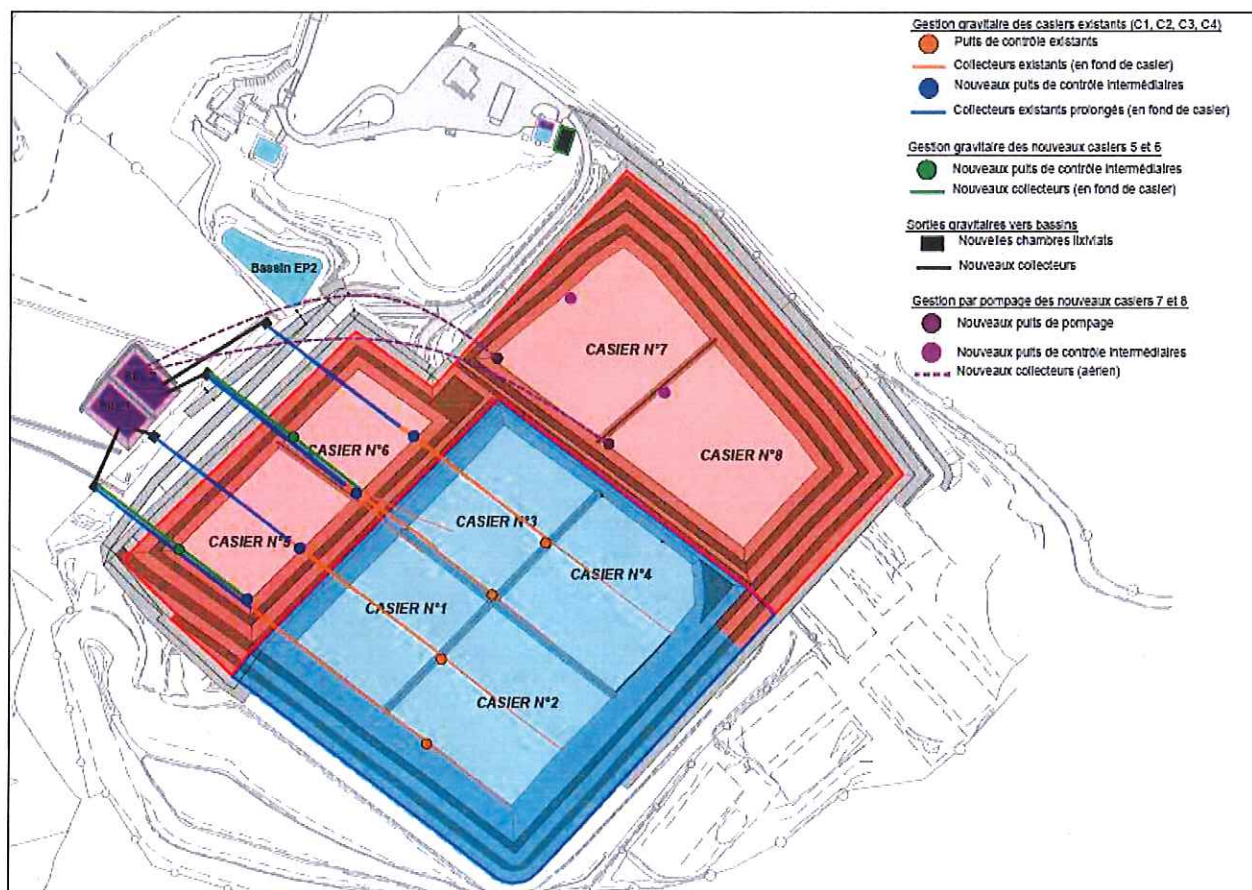 Gestion gravitaire des casiers existants (C1, C2, C3, C4)
Puits de contrôle existants
Collecteurs existants (en fond de casier)
Nouveaux puits de contrôle intermédiaires
Collecteurs existants prolongés (en fond de casier)
Gestion gravitaire des nouveaux casiers 5 et 6
Nouveaux puits de contrôle intermédiaires
Nouveaux collecteurs (en fond de casier)
Sorties gravitaires vers bassins
Nouvelles chambres lixiviats
Nouveaux collecteurs
Gestion par pompage des nouveaux casiers 7 et 8
Nouveaux puits de pompage
Nouveaux puits de contrôle intermédiaires
Nouveaux collecteurs (aérien)
Bassin EP2
CASIER N°7
CASIER N°8
CASIER N°6
CASIER N°5
CASIER N°3
CASIER N°4
CASIER N°1
CASIER N°2